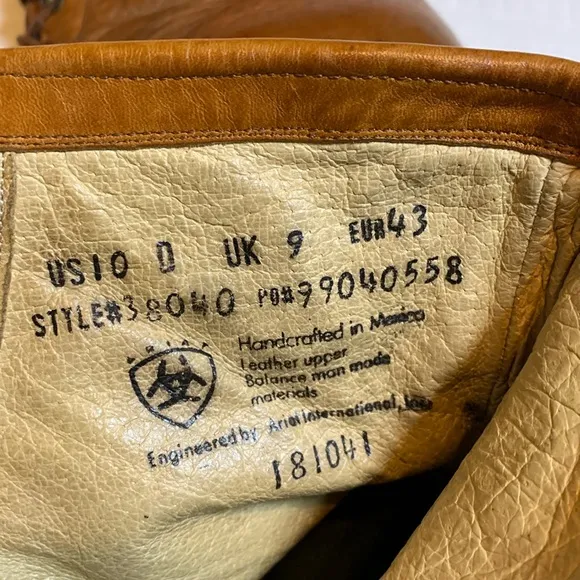 US10 D UK 9 EUR43
STYLE#38040 PO#99040558
ARIAT
Handcrafted in Mexico
Leather upper
Balance man made
materials
Engineered by Ariat International, Inc.
181041